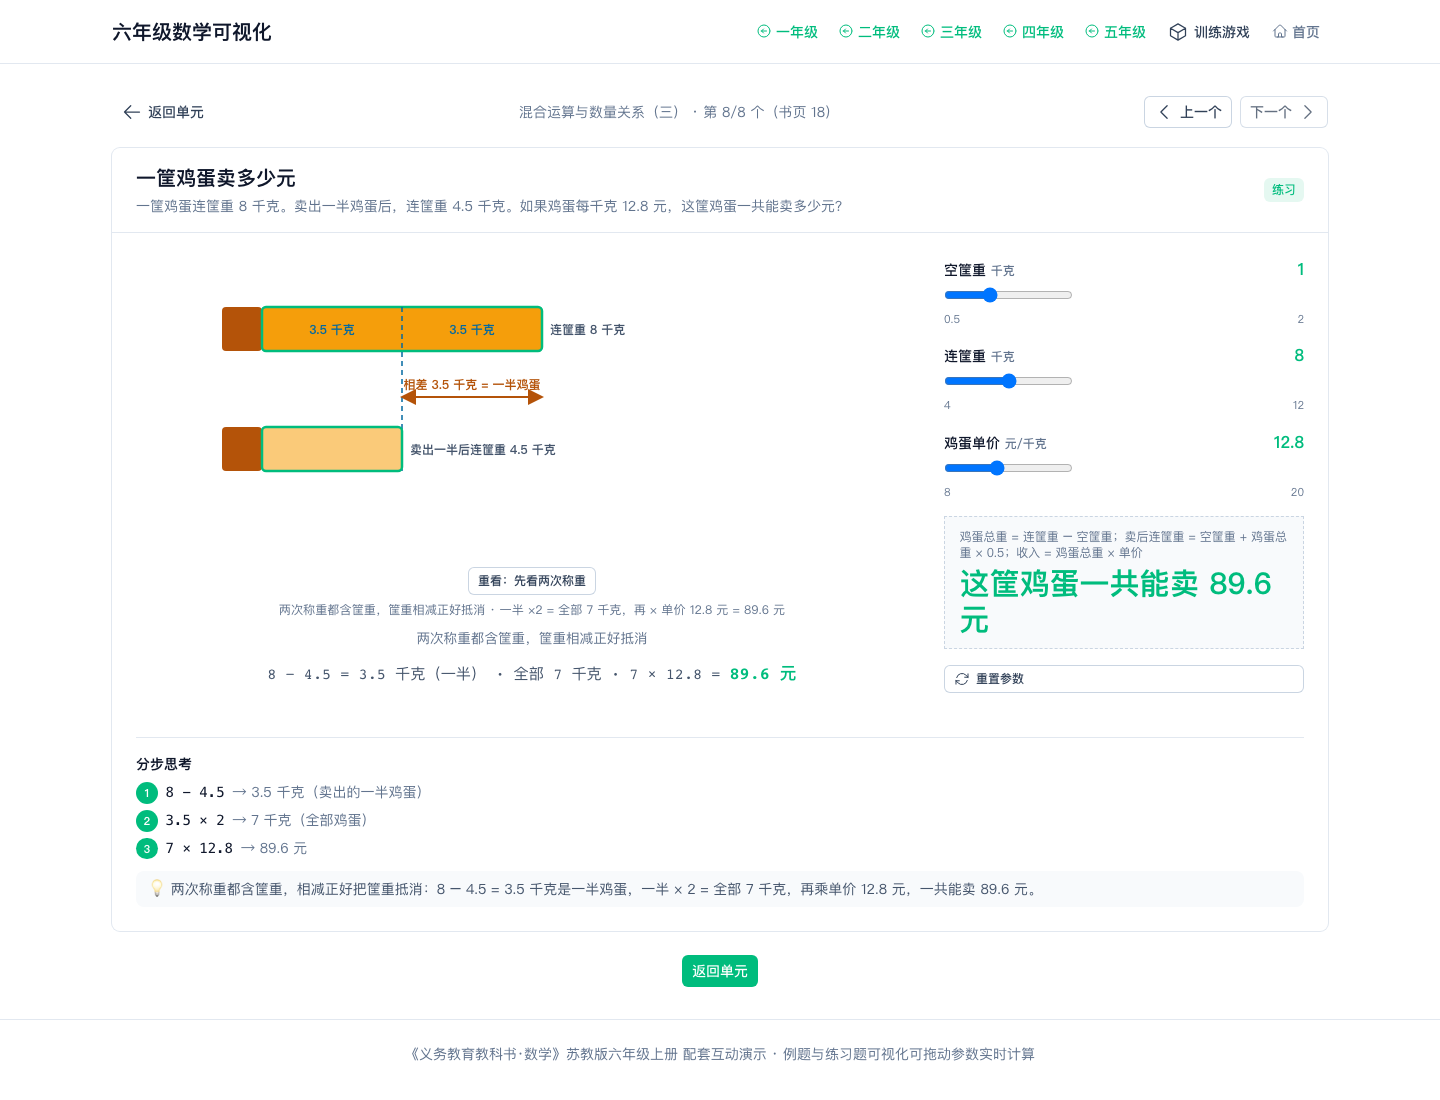 六年级数学可视化
一年级 二年级 三年级 四年级 五年级 训练游戏 首页
返回单元
混合运算与数量关系（三） · 第 8/8 个（书页 18）
上一个 下一个
一筐鸡蛋卖多少元
一筐鸡蛋连筐重 8 千克。卖出一半鸡蛋后，连筐重 4.5 千克。如果鸡蛋每千克 12.8 元，这筐鸡蛋一共能卖多少元？
练习
3.5 千克 3.5 千克 连筐重 8 千克
相差 3.5 千克 = 一半鸡蛋
卖出一半后连筐重 4.5 千克
重看：先看两次称重
两次称重都含筐重，筐重相减正好抵消 · 一半 ×2 = 全部 7 千克，再 × 单价 12.8 元 = 89.6 元
两次称重都含筐重，筐重相减正好抵消
8 − 4.5 = 3.5 千克（一半） · 全部 7 千克 · 7 × 12.8 = 89.6 元
空筐重 千克 1
0.5 2
连筐重 千克 8
4 12
鸡蛋单价 元/千克 12.8
8 20
鸡蛋总重 = 连筐重 − 空筐重；卖后连筐重 = 空筐重 + 鸡蛋总
重 × 0.5；收入 = 鸡蛋总重 × 单价
这筐鸡蛋一共能卖 89.6
元
重置参数
分步思考
1 8 − 4.5 → 3.5 千克（卖出的一半鸡蛋）
2 3.5 × 2 → 7 千克（全部鸡蛋）
3 7 × 12.8 → 89.6 元
💡 两次称重都含筐重，相减正好把筐重抵消：8 − 4.5 = 3.5 千克是一半鸡蛋，一半 × 2 = 全部 7 千克，再乘单价 12.8 元，一共能卖 89.6 元。
返回单元
《义务教育教科书·数学》苏教版六年级上册 配套互动演示 · 例题与练习题可视化可拖动参数实时计算